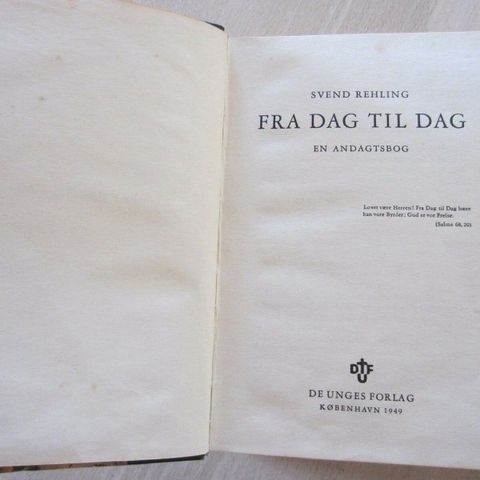 SVEND REHLING
FRA DAG TIL DAG
EN ANDAGTSBOG
Lovet være Herren! Fra Dag til Dag bære
han vore Byrder; Gud er vor Frelse.
(Salme 68, 20)
DUF
DE UNGES FORLAG
KØBENHAVN 1949